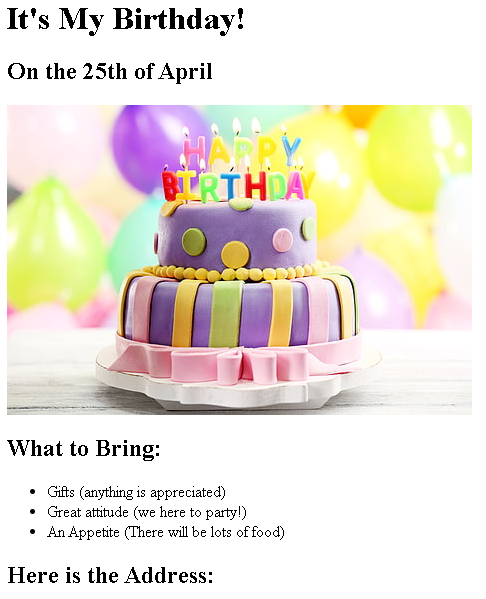 It's My Birthday!
On the 25th of April
HAPPY
BIRTHDAY
What to Bring:
Gifts (anything is appreciated)
Great attitude (we here to party!)
An Appetite (There will be lots of food)
Here is the Address: